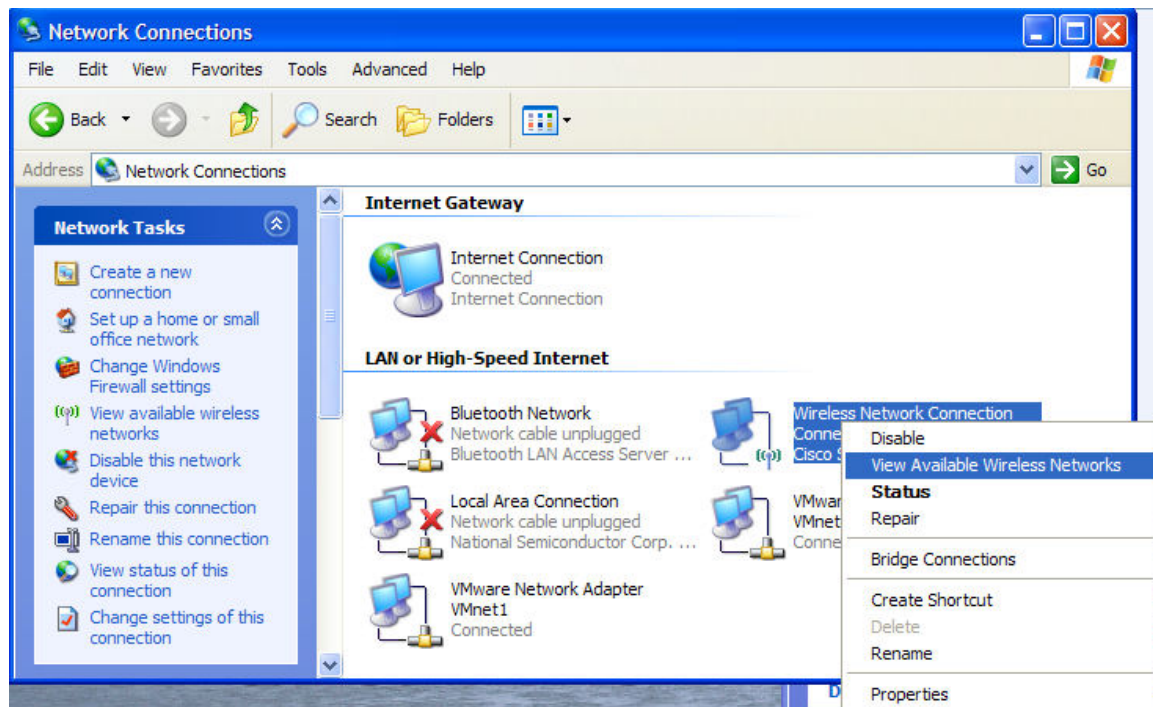 Network Connections
File Edit View Favorites Tools Advanced Help
Back Search Folders
Address Network Connections Go
Network Tasks
Create a new
connection
Set up a home or small
office network
Change Windows
Firewall settings
View available wireless
networks
Disable this network
device
Repair this connection
Rename this connection
View status of this
connection
Change settings of this
connection
Internet Gateway
Internet Connection
Connected
Internet Connection
LAN or High-Speed Internet
Bluetooth Network
Network cable unplugged
Bluetooth LAN Access Server ...
Wireless Network Connection
Conne
Cisco S
Local Area Connection
Network cable unplugged
National Semiconductor Corp. ...
VMwar
VMnet
Conne
VMware Network Adapter
VMnet1
Connected
Disable
View Available Wireless Networks
Status
Repair
Bridge Connections
Create Shortcut
Delete
Rename
Properties
D